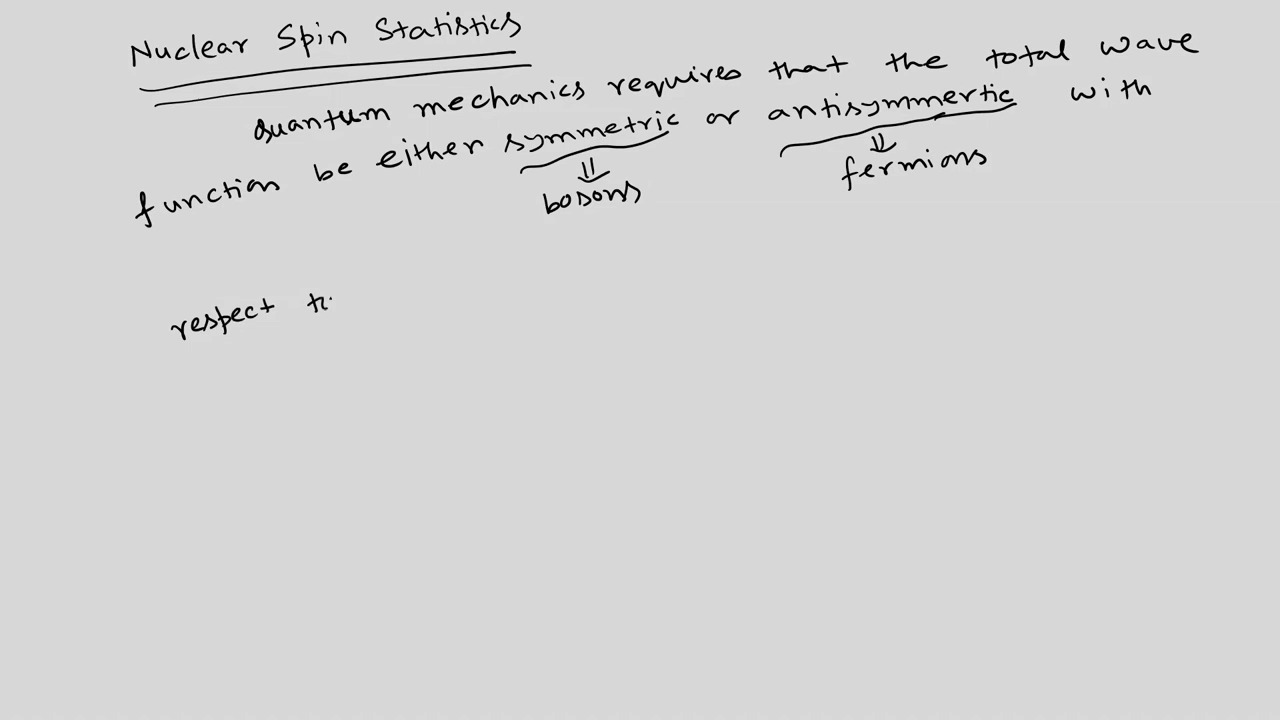 Nuclear Spin Statistics
Quantum mechanics requires that the total wave
function be either symmetric or antisymmertic with
bosons fermions
respect to